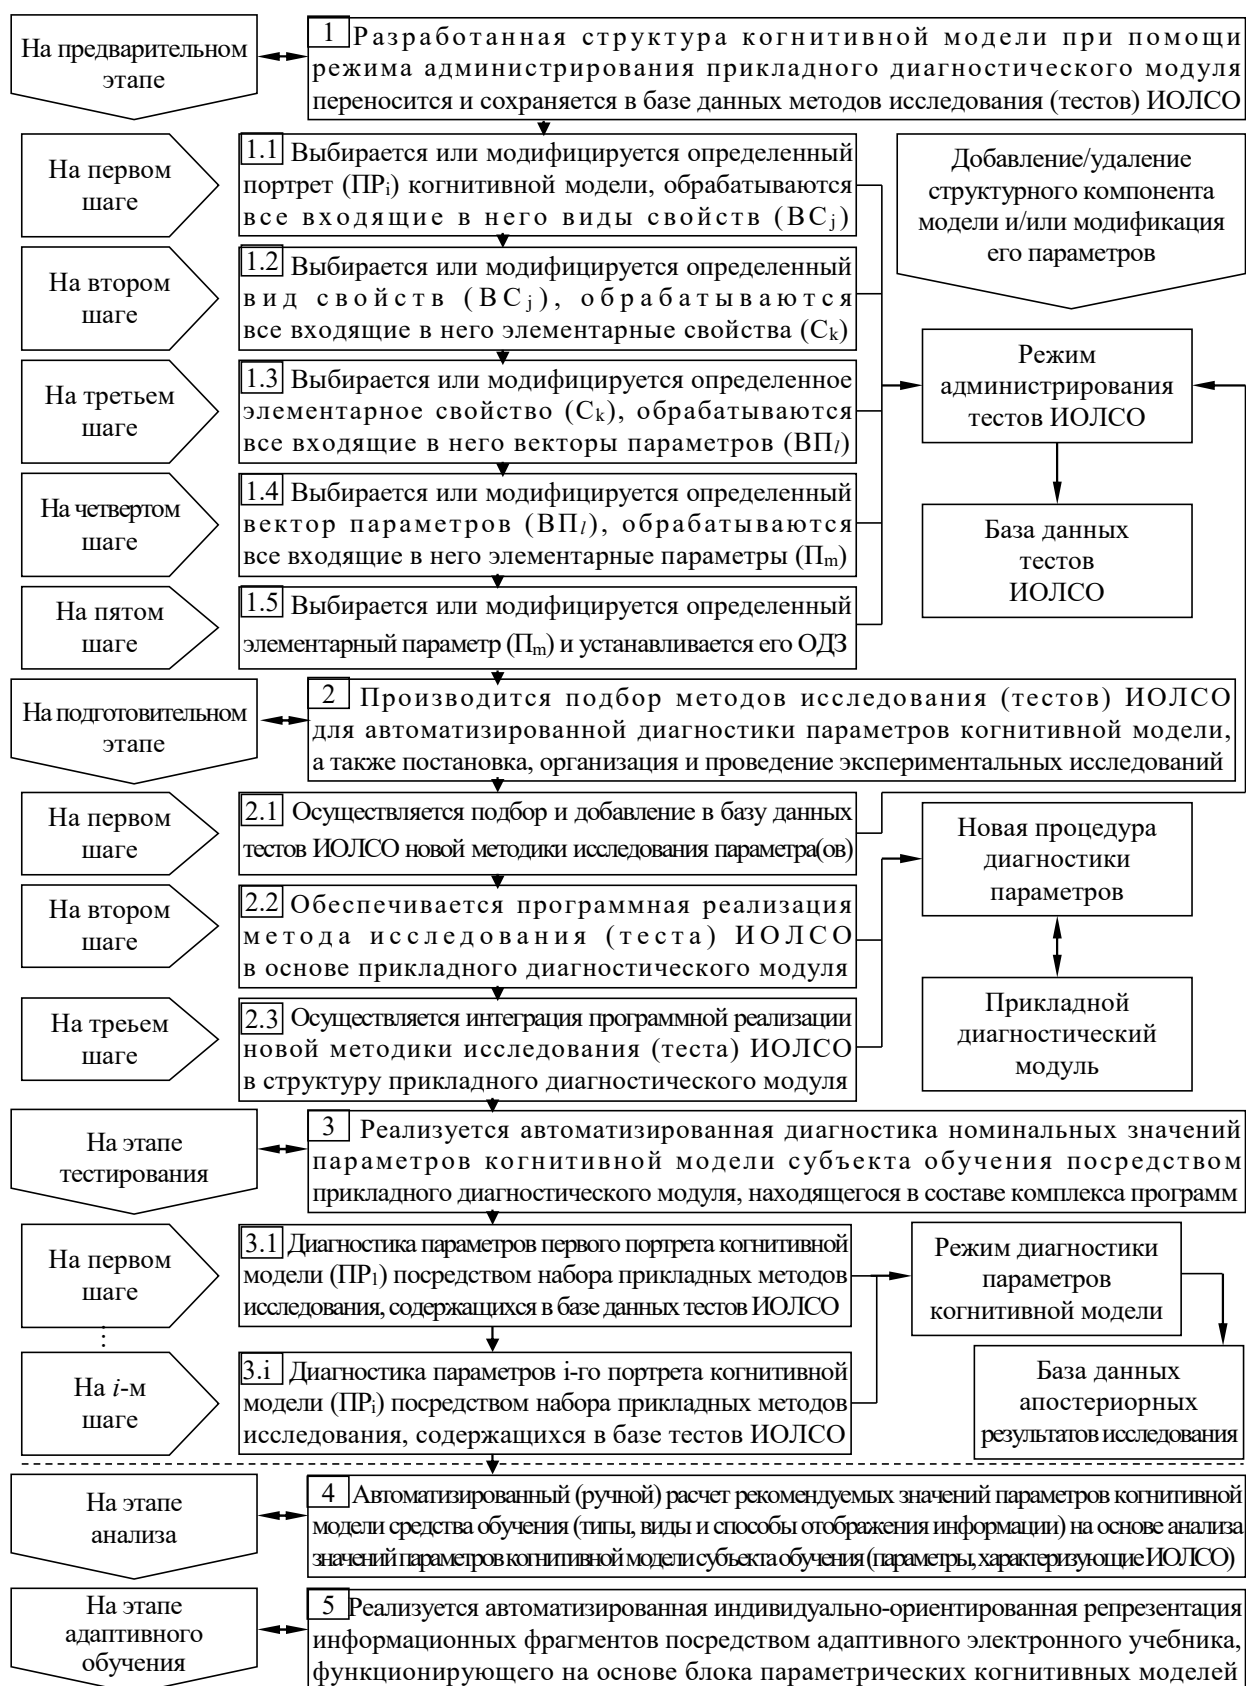 На предварительном
этапе
1 Разработанная структура когнитивной модели при помощи
режима администрирования прикладного диагностического модуля
переносится и сохраняется в базе данных методов исследования (тестов) ИОЛСО
На первом
шаге
1.1 Выбирается или модифицируется определенный
портрет (ПР_i) когнитивной модели, обрабатываются
все входящие в него виды свойств (ВС_j)
Добавление/удаление
структурного компонента
модели и/или модификация
его параметров
На втором
шаге
1.2 Выбирается или модифицируется определенный
вид свойств (ВС_j), обрабатываются
все входящие в него элементарные свойства (С_k)
На третьем
шаге
1.3 Выбирается или модифицируется определенное
элементарное свойство (С_k), обрабатываются
все входящие в него векторы параметров (ВП_l)
Режим
администрирования
тестов ИОЛСО
На четвертом
шаге
1.4 Выбирается или модифицируется определенный
вектор параметров (ВП_l), обрабатываются
все входящие в него элементарные параметры (П_m)
База данных
тестов
ИОЛСО
На пятом
шаге
1.5 Выбирается или модифицируется определенный
элементарный параметр (П_m) и устанавливается его ОДЗ
На подготовительном
этапе
2 Производится подбор методов исследования (тестов) ИОЛСО
для автоматизированной диагностики параметров когнитивной модели,
а также постановка, организация и проведение экспериментальных исследований
На первом
шаге
2.1 Осуществляется подбор и добавление в базу данных
тестов ИОЛСО новой методики исследования параметра(ов)
Новая процедура
диагностики
параметров
На втором
шаге
2.2 Обеспечивается программная реализация
метода исследования (теста) ИОЛСО
в основе прикладного диагностического модуля
На треьем
шаге
2.3 Осуществляется интеграция программной реализации
новой методики исследования (теста) ИОЛСО
в структуру прикладного диагностического модуля
Прикладной
диагностический
модуль
На этапе
тестирования
3 Реализуется автоматизированная диагностика номинальных значений
параметров когнитивной модели субъекта обучения посредством
прикладного диагностического модуля, находящегося в составе комплекса программ
На первом
шаге
3.1 Диагностика параметров первого портрета когнитивной
модели (ПР_1) посредством набора прикладных методов
исследования, содержащихся в базе данных тестов ИОЛСО
Режим диагностики
параметров
когнитивной модели
...
На i-м
шаге
3.i Диагностика параметров i-го портрета когнитивной
модели (ПР_i) посредством набора прикладных методов
исследования, содержащихся в базе тестов ИОЛСО
База данных
апостериорных
результатов исследования
На этапе
анализа
4 Автоматизированный (ручной) расчет рекомендуемых значений параметров когнитивной
модели средства обучения (типы, виды и способы отображения информации) на основе анализа
значений параметров когнитивной модели субъекта обучения (параметры, характеризующие ИОЛСО)
На этапе
адаптивного
обучения
5 Реализуется автоматизированная индивидуально-ориентированная репрезентация
информационных фрагментов посредством адаптивного электронного учебника,
функционирующего на основе блока параметрических когнитивных моделей